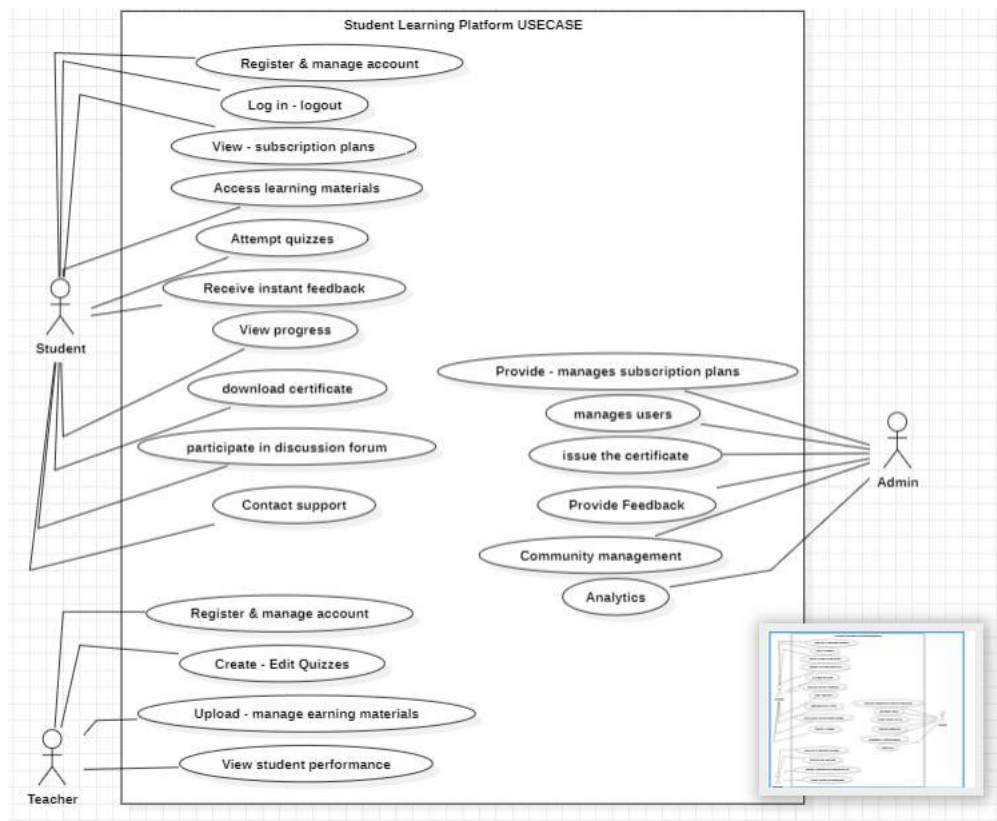 Student Learning Platform USECASE
Register & manage account
Log in - logout
View - subscription plans
Access learning materials
Attempt quizzes
Receive instant feedback
View progress
download certificate
participate in discussion forum
Contact support
Student
Provide - manages subscription plans
manages users
issue the certificate
Provide Feedback
Community management
Analytics
Admin
Register & manage account
Create - Edit Quizzes
Upload - manage earning materials
View student performance
Teacher